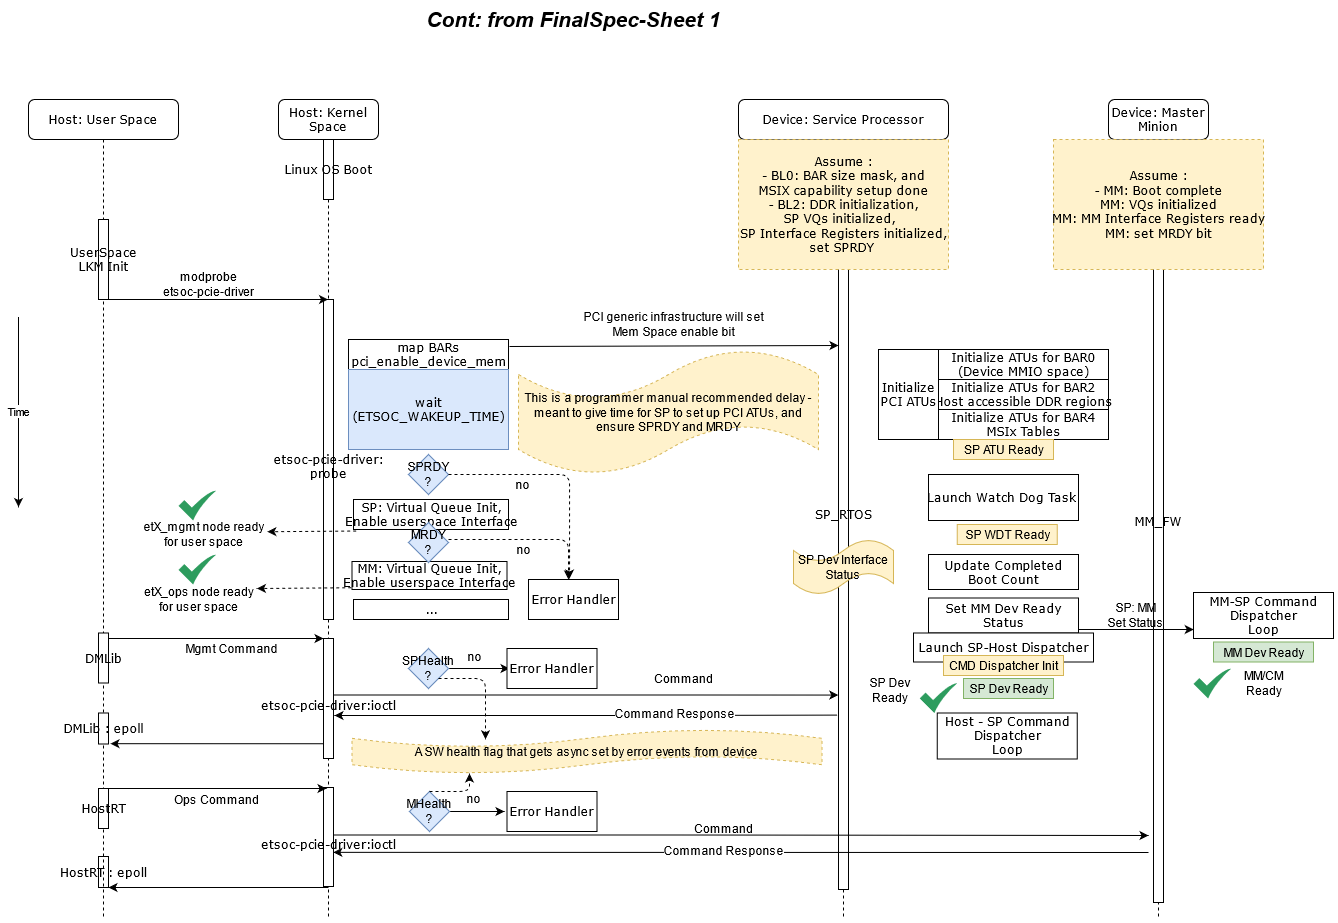 Cont: from FinalSpec-Sheet 1
Host: User Space
Host: Kernel
Space
Device: Service Processor
Device: Master
Minion
Linux OS Boot
Assume :
- BL0: BAR size mask, and
MSIX capability setup done
- BL2: DDR initialization,
SP VQs initialized,
SP Interface Registers initialized,
set SPRDY
Assume :
- MM: Boot complete
MM: VQs initialized
MM: MM Interface Registers ready
MM: set MRDY bit
UserSpace
LKM Init
modprobe
etsoc-pcie-driver
PCI generic infrastructure will set
Mem Space enable bit
map BARs
pci_enable_device_mem
wait
(ETSOC_WAKEUP_TIME)
This is a programmer manual recommended delay -
meant to give time for SP to set up PCI ATUs, and
ensure SPRDY and MRDY
Initialize
PCI ATUs
Initialize ATUs for BAR0
(Device MMIO space)
Initialize ATUs for BAR2
Host accessible DDR regions
Initialize ATUs for BAR4
MSIx Tables
SP ATU Ready
Time
etsoc-pcie-driver:
probe
SPRDY
?
no
SP: Virtual Queue Init,
Enable userspace Interface
etX_mgmt node ready
for user space
MRDY
?
no
MM: Virtual Queue Init,
Enable userspace Interface
etX_ops node ready
for user space
...
Error Handler
SP_RTOS
SP Dev Interface
Status
Launch Watch Dog Task
SP WDT Ready
MM_FW
Update Completed
Boot Count
Set MM Dev Ready
Status
SP: MM
Set Status
MM-SP Command
Dispatcher
Loop
MM Dev Ready
MM/CM
Ready
Launch SP-Host Dispatcher
CMD Dispatcher Init
SP Dev
Ready
SP Dev Ready
Host - SP Command
Dispatcher
Loop
Mgmt Command
DMLib
SPHealth
?
no
Error Handler
Command
etsoc-pcie-driver:ioctl
Command Response
DMLib : epoll
A SW health flag that gets async set by error events from device
Ops Command
HostRT
MHealth
?
no
Error Handler
Command
etsoc-pcie-driver:ioctl
Command Response
HostRT : epoll